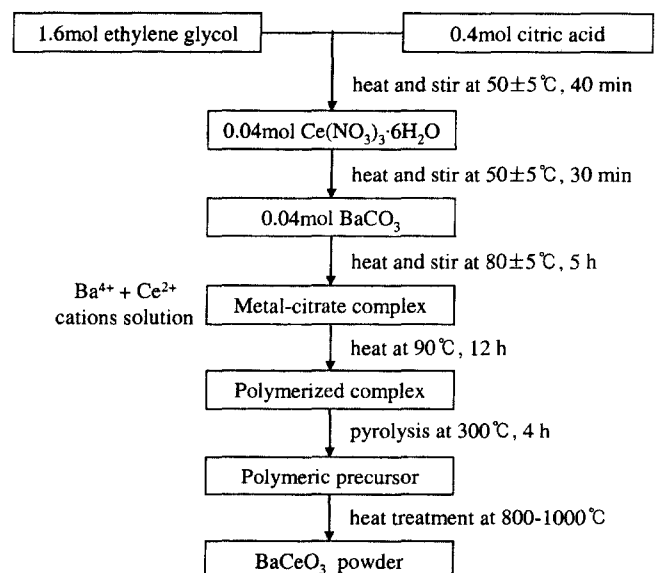 1.6mol ethylene glycol
0.4mol citric acid
heat and stir at 50±5℃, 40 min
0.04mol Ce(NO₃)₃·6H₂O
heat and stir at 50±5℃, 30 min
0.04mol BaCO₃
heat and stir at 80±5℃, 5 h
Ba⁴⁺ + Ce²⁺
cations solution
Metal-citrate complex
heat at 90℃, 12 h
Polymerized complex
pyrolysis at 300℃, 4 h
Polymeric precursor
heat treatment at 800-1000℃
BaCeO₃ powder